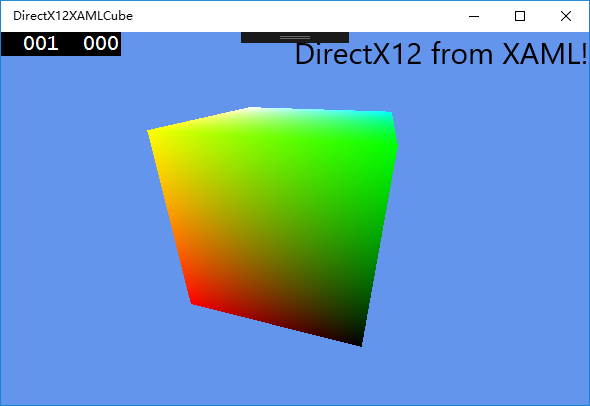 DirectX12XAMLCube
001 000
DirectX12 from XAML!